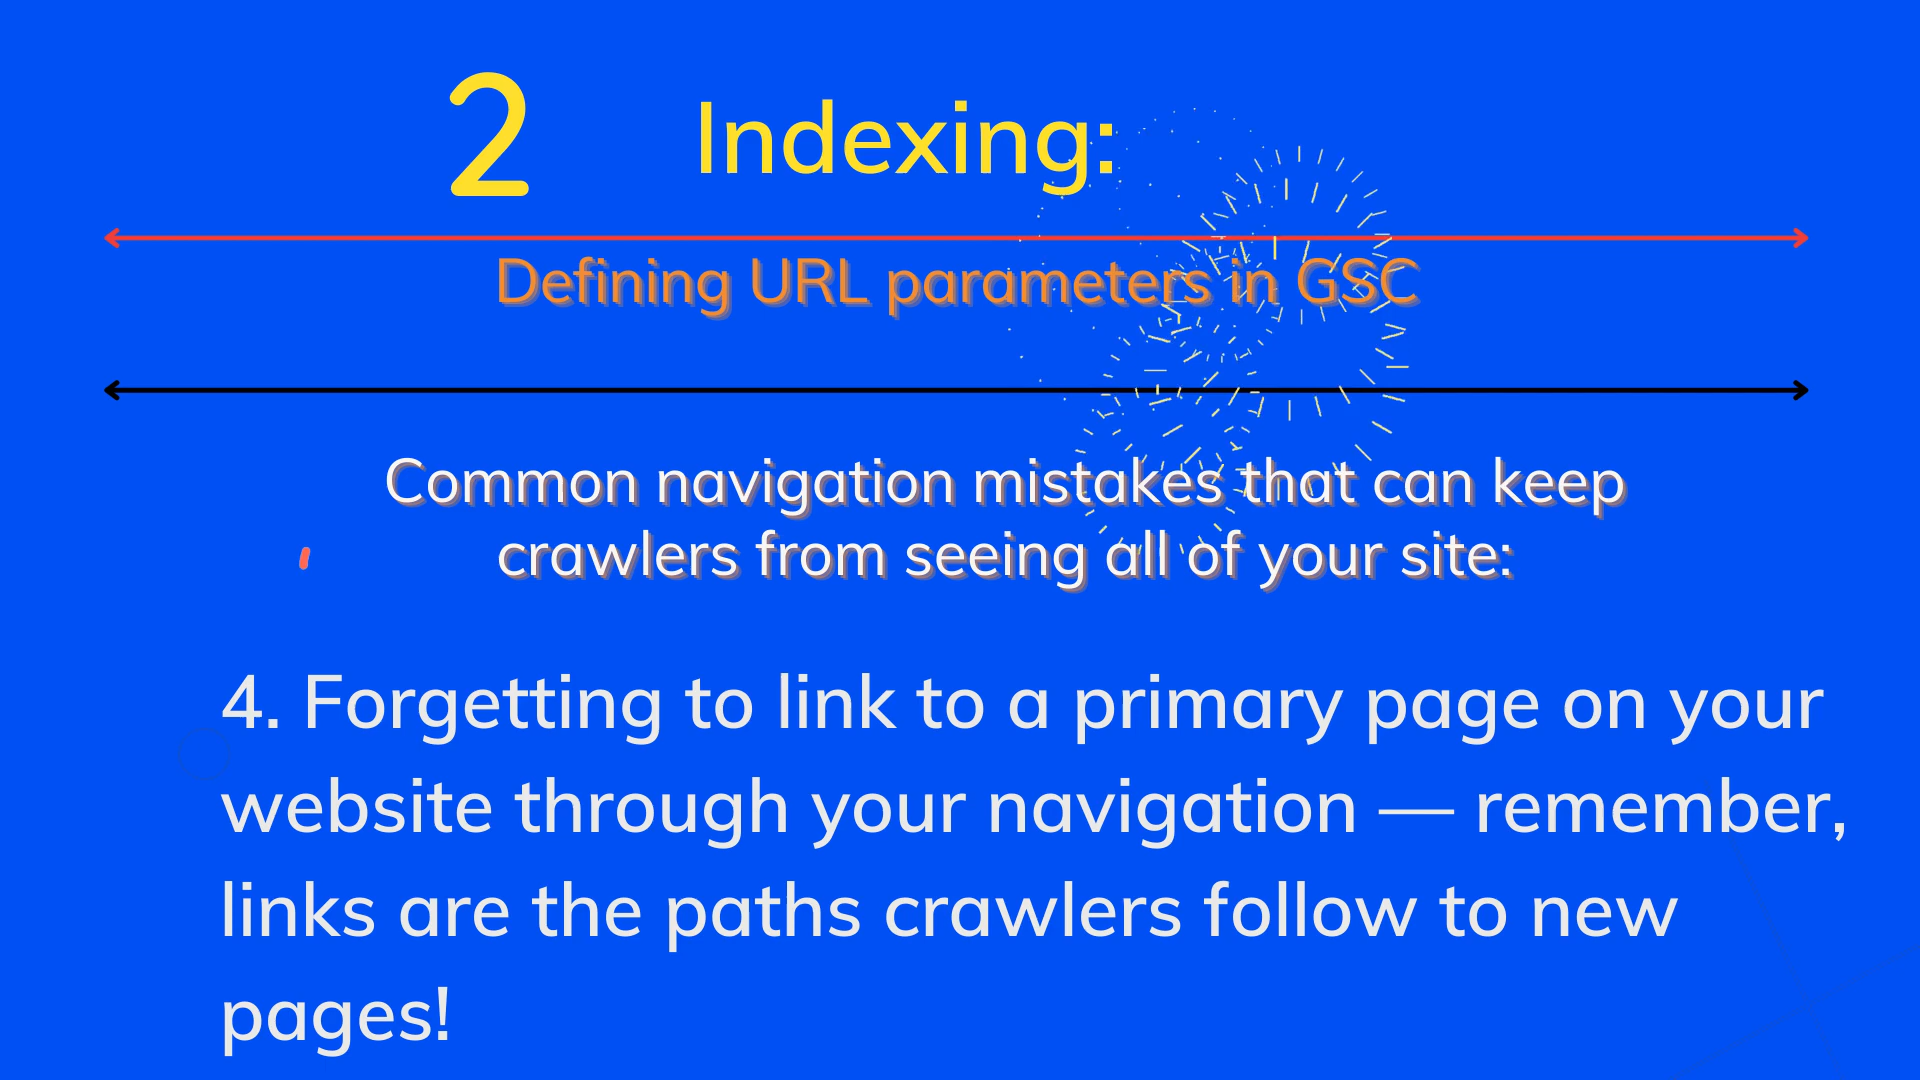 2 Indexing:
Defining URL parameters in GSC
Common navigation mistakes that can keep
crawlers from seeing all of your site:
4. Forgetting to link to a primary page on your
website through your navigation — remember,
links are the paths crawlers follow to new
pages!